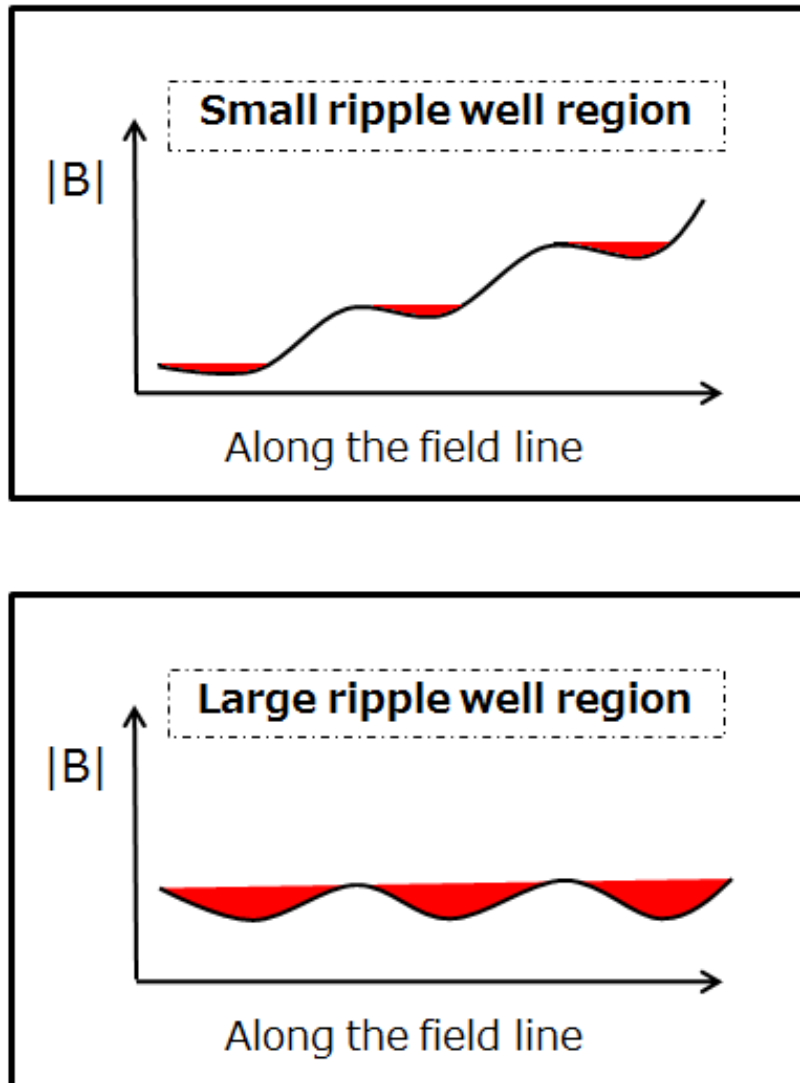 Small ripple well region
|B|
Along the field line
Large ripple well region
|B|
Along the field line